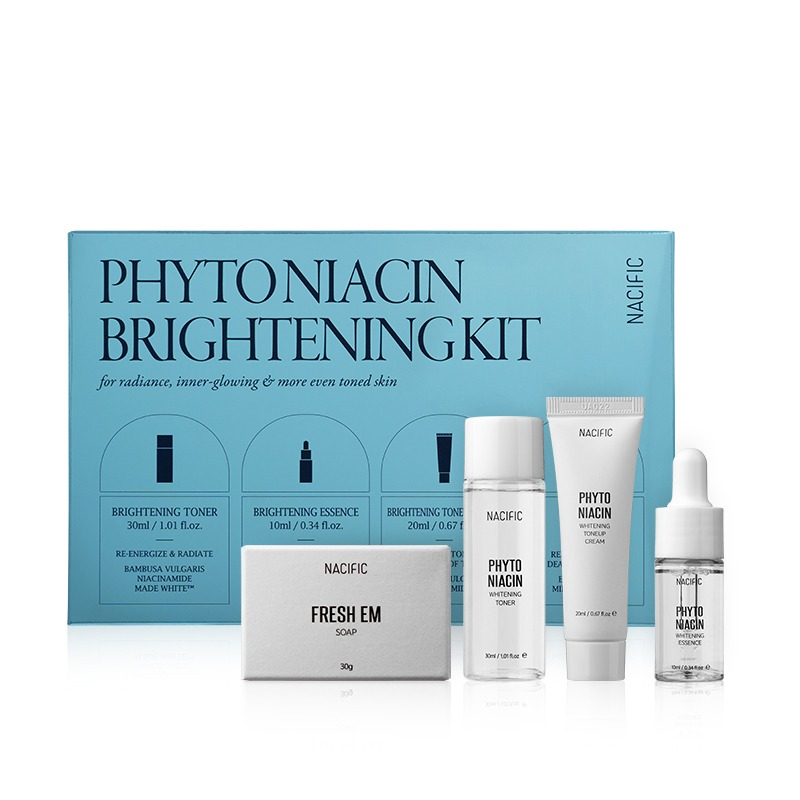 PHYTO NIACIN
BRIGHTENING KIT
for radiance, inner-glowing & more even toned skin
NACIFIC
BRIGHTENING TONER
30ml / 1.01 fl.oz.
RE-ENERGIZE & RADIATE
BAMBUSA VULGARIS
NIACINAMIDE
MADE WHITE™
BRIGHTENING ESSENCE
10ml / 0.34 fl.oz.
BRIGHTENING TONE
20ml / 0.67 f
NACIFIC
FRESH EM
SOAP
30g
NACIFIC
PHYTO
NIACIN
WHITENING
TONER
30ml / 1.01 fl.oz ℮
UA022
NACIFIC
PHYTO
NIACIN
WHITENING
TONEUP
CREAM
20ml / 0.67 fl.oz ℮
NACIFIC
PHYTO
NIACIN
WHITENING
ESSENCE
10ml / 0.34 fl.oz ℮